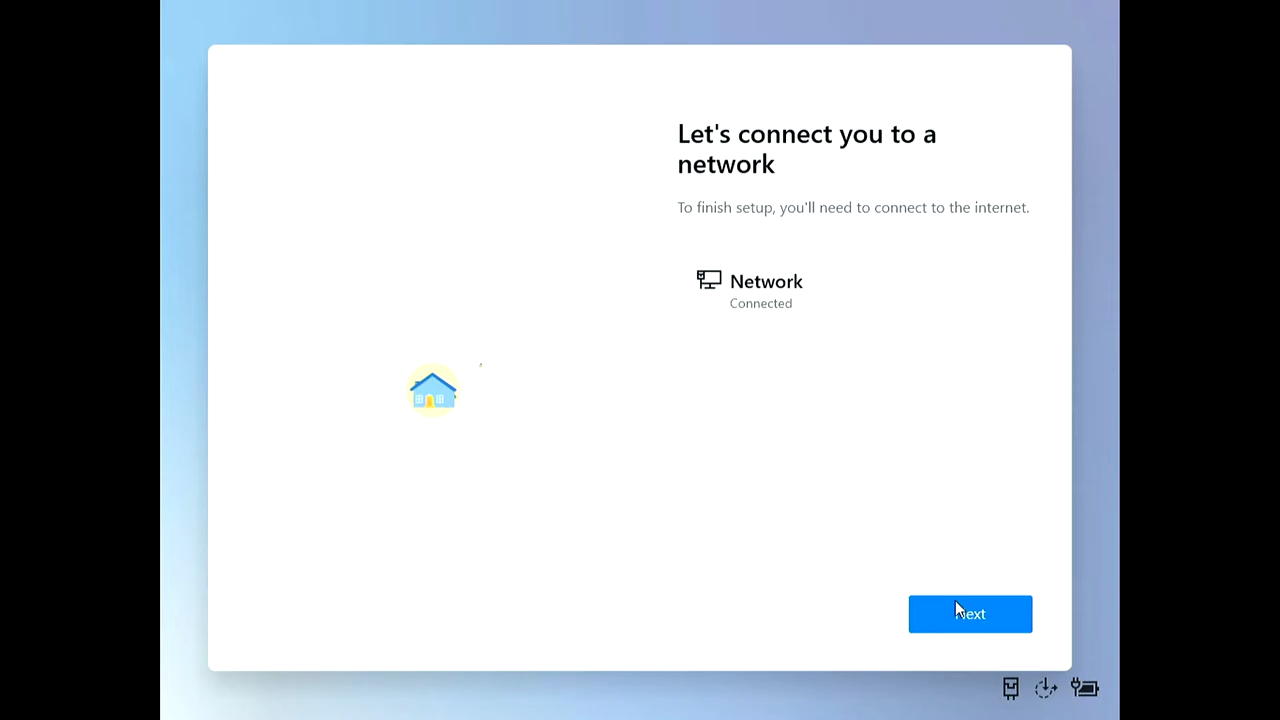 Let's connect you to a
network
To finish setup, you'll need to connect to the internet.
Network
Connected
Next